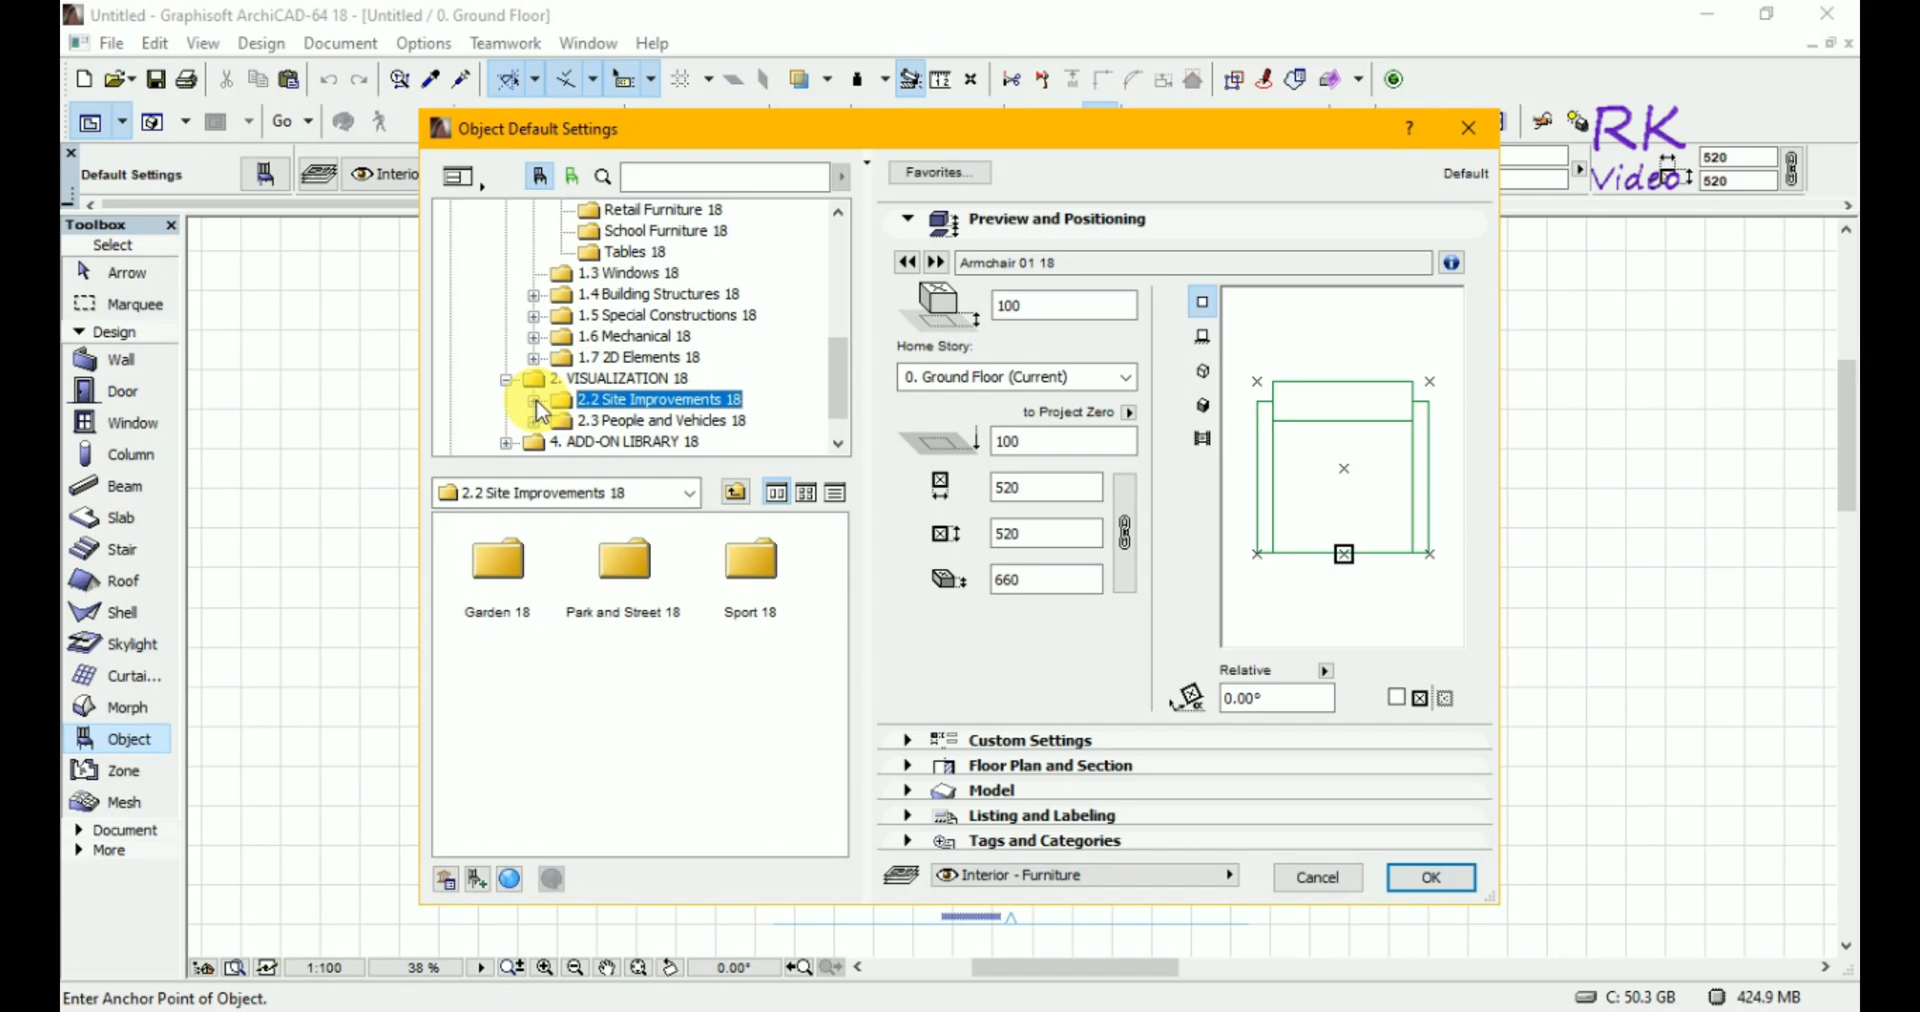 Untitled - Graphisoft ArchiCAD-64 18 - [Untitled / 0. Ground Floor]
File Edit View Design Document Options Teamwork Window Help
Go
Default Settings
Interio
520
520
RK
Video
Toolbox
Select
Arrow
Marquee
Design
Wall
Door
Window
Column
Beam
Slab
Stair
Roof
Shell
Skylight
Curtai...
Morph
Object
Zone
Mesh
Document
More
Object Default Settings
Retail Furniture 18
School Furniture 18
Tables 18
1.3 Windows 18
1.4 Building Structures 18
1.5 Special Constructions 18
1.6 Mechanical 18
1.7 2D Elements 18
2. VISUALIZATION 18
2.2 Site Improvements 18
2.3 People and Vehicles 18
4. ADD-ON LIBRARY 18
2.2 Site Improvements 18
Garden 18 Park and Street 18 Sport 18
Favorites... Default
Preview and Positioning
Armchair 01 18
100
Home Story:
0. Ground Floor (Current)
to Project Zero
100
520
520
660
Relative
0.00°
Custom Settings
Floor Plan and Section
Model
Listing and Labeling
Tags and Categories
Interior - Furniture
Cancel OK
1:100 38 % 0.00°
Enter Anchor Point of Object. C: 50.3 GB 424.9 MB